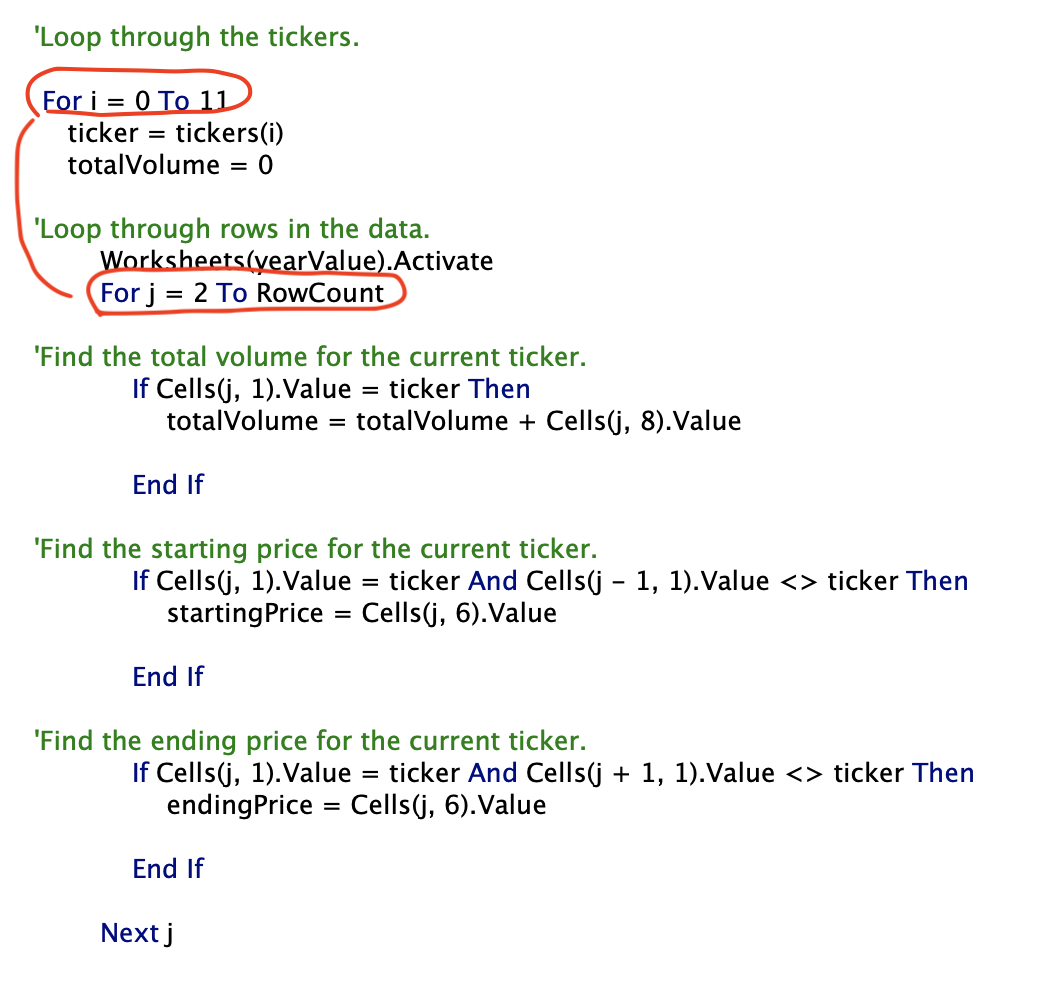 'Loop through the tickers.
For i = 0 To 11
ticker = tickers(i)
totalVolume = 0
'Loop through rows in the data.
Worksheets(yearValue).Activate
For j = 2 To RowCount
'Find the total volume for the current ticker.
If Cells(j, 1).Value = ticker Then
totalVolume = totalVolume + Cells(j, 8).Value
End If
'Find the starting price for the current ticker.
If Cells(j, 1).Value = ticker And Cells(j - 1, 1).Value <> ticker Then
startingPrice = Cells(j, 6).Value
End If
'Find the ending price for the current ticker.
If Cells(j, 1).Value = ticker And Cells(j + 1, 1).Value <> ticker Then
endingPrice = Cells(j, 6).Value
End If
Next j